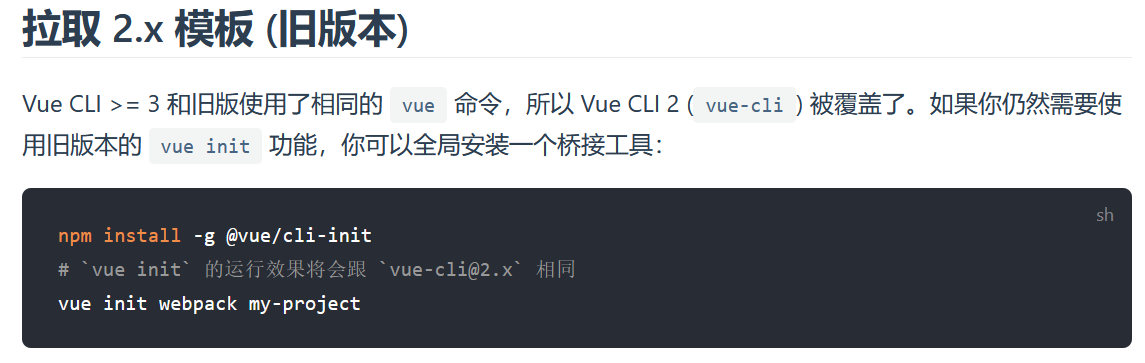 拉取 2.x 模板 (旧版本)
Vue CLI >= 3 和旧版使用了相同的 vue 命令，所以 Vue CLI 2 (vue-cli) 被覆盖了。如果你仍然需要使
用旧版本的 vue init 功能，你可以全局安装一个桥接工具：
sh
npm install -g @vue/cli-init
# `vue init` 的运行效果将会跟 `vue-cli@2.x` 相同
vue init webpack my-project